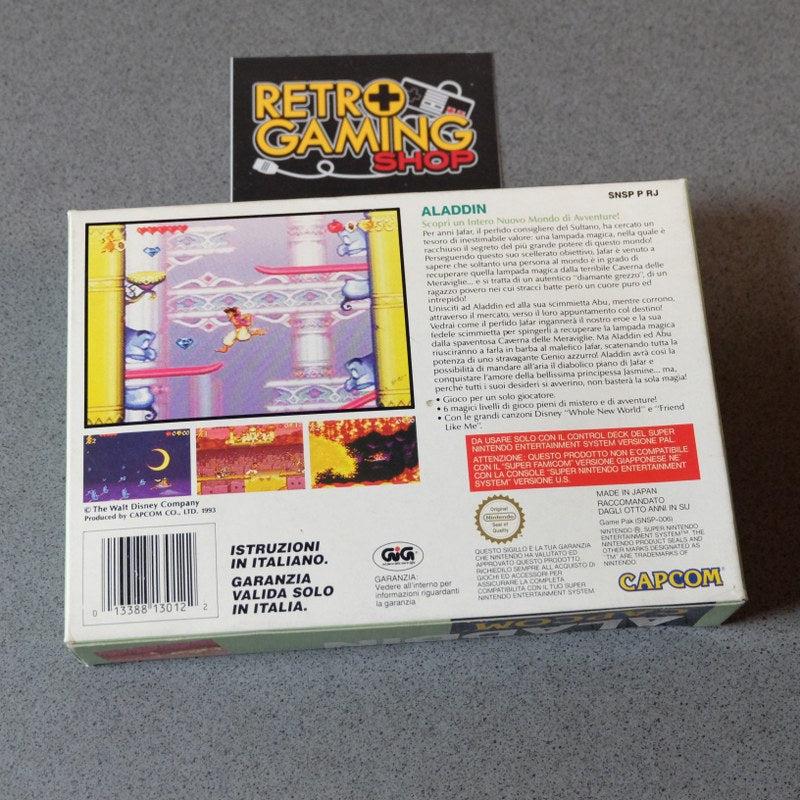 RETRO
GAMING
SHOP
SNSP P RJ
ALADDIN
Scopri un Intero Nuovo Mondo di Avventure!
Per anni Jafar, il perfido consigliere del Sultano, ha cercato un
tesoro di inestimabile valore: una lampada magica, nella quale è
racchiuso il segreto del più grande potere di questo mondo!
Perseguendo questo suo scellerato obiettivo, Jafar è venuto a
sapere che soltanto una persona al mondo è in grado di
recuperare quella lampada magica dalla terribile Caverna delle
Meraviglie... e si tratta di un autentico "diamante grezzo", di un
ragazzo povero nei cui stracci batte però un cuore puro ed
intrepido!
Unisciti ad Aladdin ed alla sua scimmietta Abu, mentre corrono,
attraverso il mercato, verso il loro appuntamento col destino!
Vedrai come il perfido Jafar ingannerà il nostro eroe e la sua
fedele scimmietta per spingerli a recuperare la lampada magica
dalla spaventosa Caverna delle Meraviglie. Ma Aladdin ed Abu
riusciranno a farla in barba al malefico Jafar, scatenando tutta la
potenza di uno stravagante Genio azzurro! Aladdin avrà così la
possibilità di mandare all'aria il diabolico piano di Jafar e
conquistare l'amore della bellissima principessa Jasmine... ma,
perché tutti i suoi desideri si avverino, non basterà la sola magia!
• Gioco per un solo giocatore.
• 6 magici livelli di gioco pieni di mistero e di avventura!
• Con le grandi canzoni Disney "Whole New World" e "Friend
Like Me".
DA USARE SOLO CON IL CONTROL DECK DEL SUPER
NINTENDO ENTERTAINMENT SYSTEM VERSIONE PAL.
ATTENZIONE: QUESTO PRODOTTO NON E COMPATIBILE
CON IL "SUPER FAMICOM" VERSIONE GIAPPONESE NE'
CON LA CONSOLE "SUPER NINTENDO ENTERTAINMENT
SYSTEM" VERSIONE U.S.
© The Walt Disney Company
Produced by CAPCOM CO., LTD. 1993
0 13388 13012 2
ISTRUZIONI
IN ITALIANO.
GARANZIA
VALIDA SOLO
IN ITALIA.
GiG
GARANZIA:
Vedere all'interno per
informazioni riguardanti
la garanzia
Original
Nintendo
Seal of
Quality
QUESTO SIGILLO E LA TUA GARANZIA
CHE NINTENDO HA VALUTATO ED
APPROVATO QUESTO PRODOTTO.
RICHIEDILO SEMPRE ALL'ACQUISTO DI
GIOCHI ED ACCESSORI PER
ASSICURARE LA COMPLETA
COMPATIBILITA CON IL TUO SUPER
NINTENDO ENTERTAINMENT SYSTEM.
MADE IN JAPAN
RACCOMANDATO
DAGLI OTTO ANNI IN SU
Game Pak (SNSP-006)
NINTENDO ®, SUPER NINTENDO
ENTERTAINMENT SYSTEM™, THE
NINTENDO PRODUCT SEALS AND
OTHER MARKS DESIGNATED AS
"TM" ARE TRADEMARKS OF
NINTENDO.
CAPCOM
ALADDIN
CAPCOM